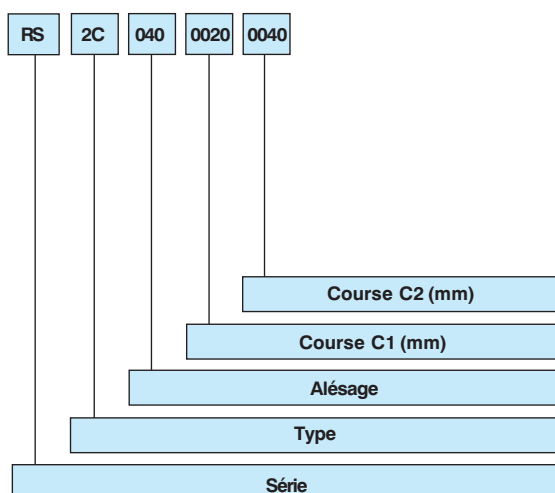 RS 2C 040 0020 0040
Course C2 (mm)
Course C1 (mm)
Alésage
Type
Série